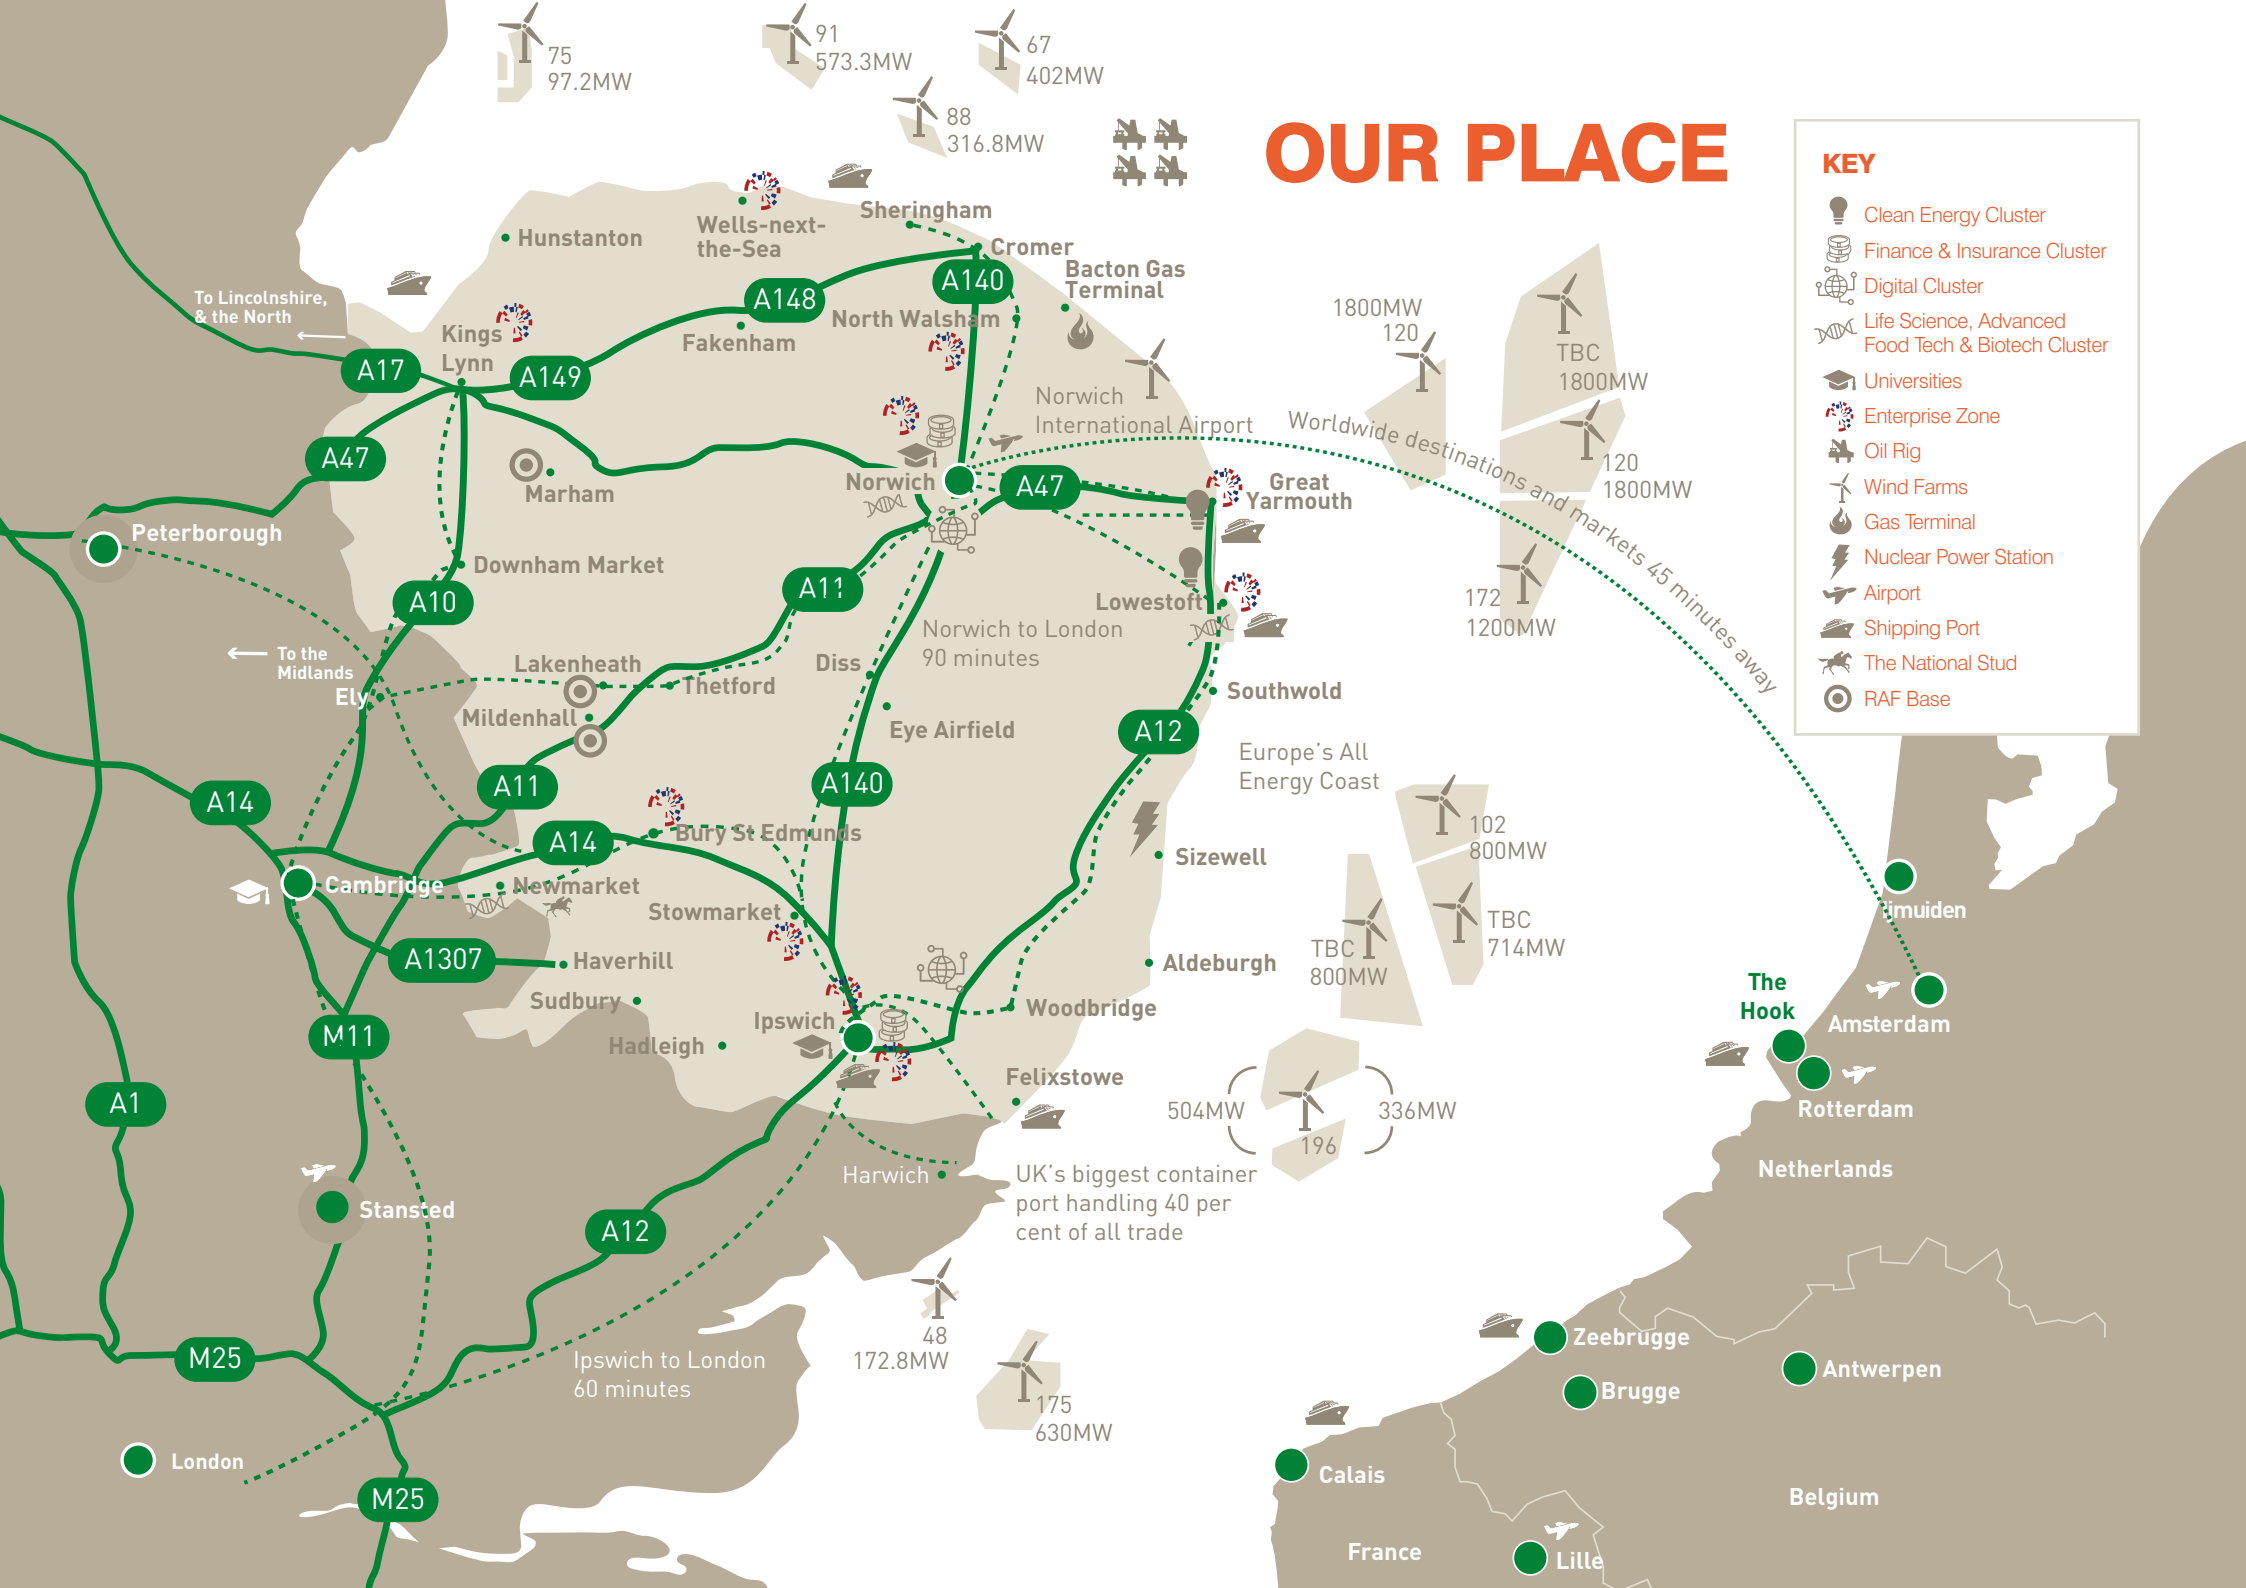 75
97.2MW
91
573.3MW
67
402MW
88
316.8MW
OUR PLACE
KEY
Clean Energy Cluster
Finance & Insurance Cluster
Digital Cluster
Life Science, Advanced
Food Tech & Biotech Cluster
Universities
Enterprise Zone
Oil Rig
Wind Farms
Gas Terminal
Nuclear Power Station
Airport
Shipping Port
The National Stud
RAF Base
Hunstanton
Wells-next-
the-Sea
Sheringham
Cromer
Bacton Gas
Terminal
A140
A148
North Walsham
Fakenham
To Lincolnshire,
& the North
Kings
Lynn
A17
A149
A47
Norwich
International Airport
1800MW
120
TBC
1800MW
120
1800MW
172
1200MW
Worldwide destinations and markets 45 minutes away
Marham
Norwich
A47
Great
Yarmouth
Peterborough
Downham Market
A10
A11
Lowestoft
Norwich to London
90 minutes
To the
Midlands
Ely
Lakenheath
Thetford
Diss
Mildenhall
Eye Airfield
Southwold
A12
Europe's All
Energy Coast
A14
A11
A140
A14
Bury St Edmunds
Sizewell
102
800MW
TBC
714MW
TBC
800MW
Cambridge
Newmarket
Stowmarket
A1307
Haverhill
Sudbury
Aldeburgh
Woodbridge
Ipswich
Hadleigh
M11
A1
Felixstowe
504MW
336MW
196
Harwich
UK's biggest container
port handling 40 per
cent of all trade
Stansted
A12
48
172.8MW
175
630MW
M25
Ipswich to London
60 minutes
London
M25
Ijmuiden
The
Hook
Amsterdam
Rotterdam
Netherlands
Zeebrugge
Antwerpen
Brugge
Calais
Belgium
France
Lille